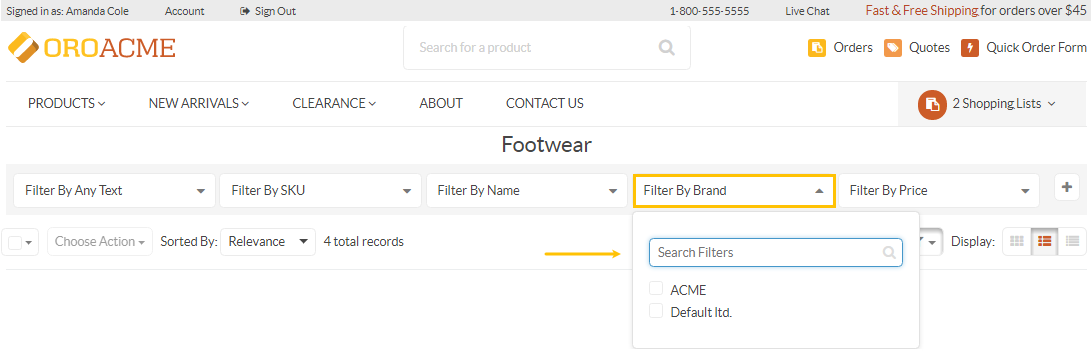 Signed in as: Amanda Cole Account Sign Out 1-800-555-5555 Live Chat Fast & Free Shipping for orders over $45
OROACME Search for a product Orders Quotes Quick Order Form
PRODUCTS NEW ARRIVALS CLEARANCE ABOUT CONTACT US 2 Shopping Lists
Footwear
Filter By Any Text Filter By SKU Filter By Name Filter By Brand Filter By Price +
Choose Action Sorted By: Relevance 4 total records Display:
Search Filters
ACME
Default ltd.